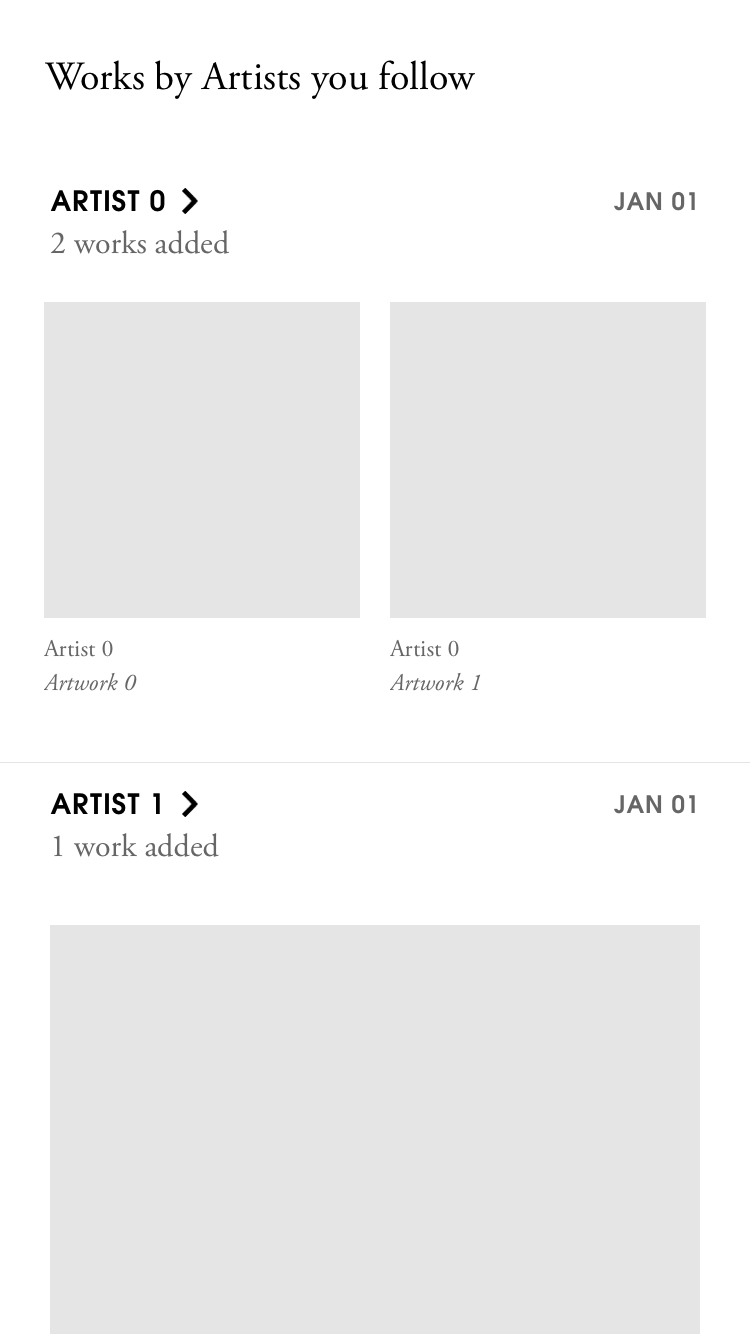 Works by Artists you follow
ARTIST 0
JAN 01
2 works added
Artist 0
Artwork 0
Artist 0
Artwork 1
ARTIST 1
JAN 01
1 work added